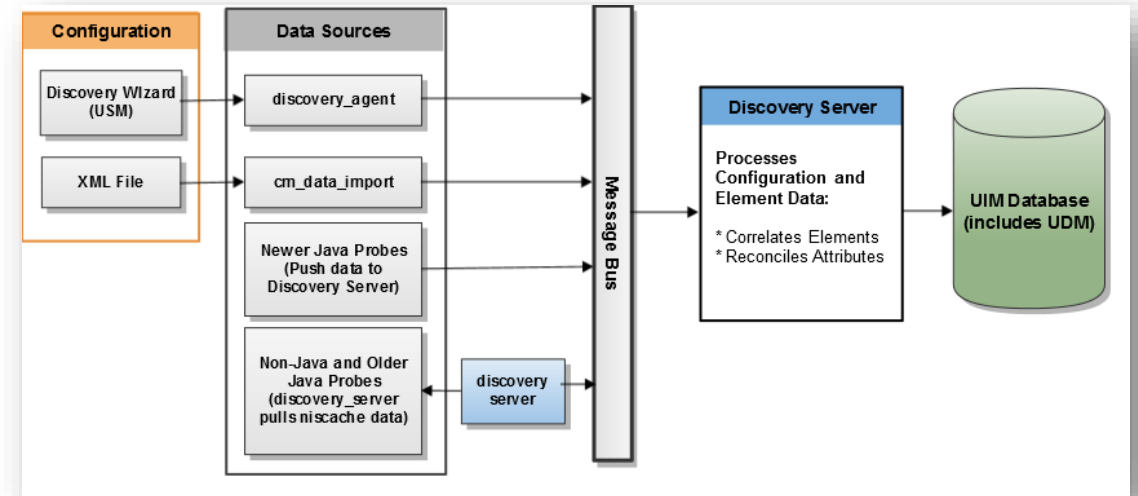 Configuration
Discovery WIzard
(USM)
XML File
Data Sources
discovery_agent
cm_data_import
Newer Java Probes
(Push data to
Discovery Server)
Non-Java and Older
Java Probes
(discovery_server
pulls niscache data)
discovery
server
Message Bus
Discovery Server
Processes
Configuration and
Element Data:
* Correlates Elements
* Reconciles Attributes
UIM Database
(includes UDM)